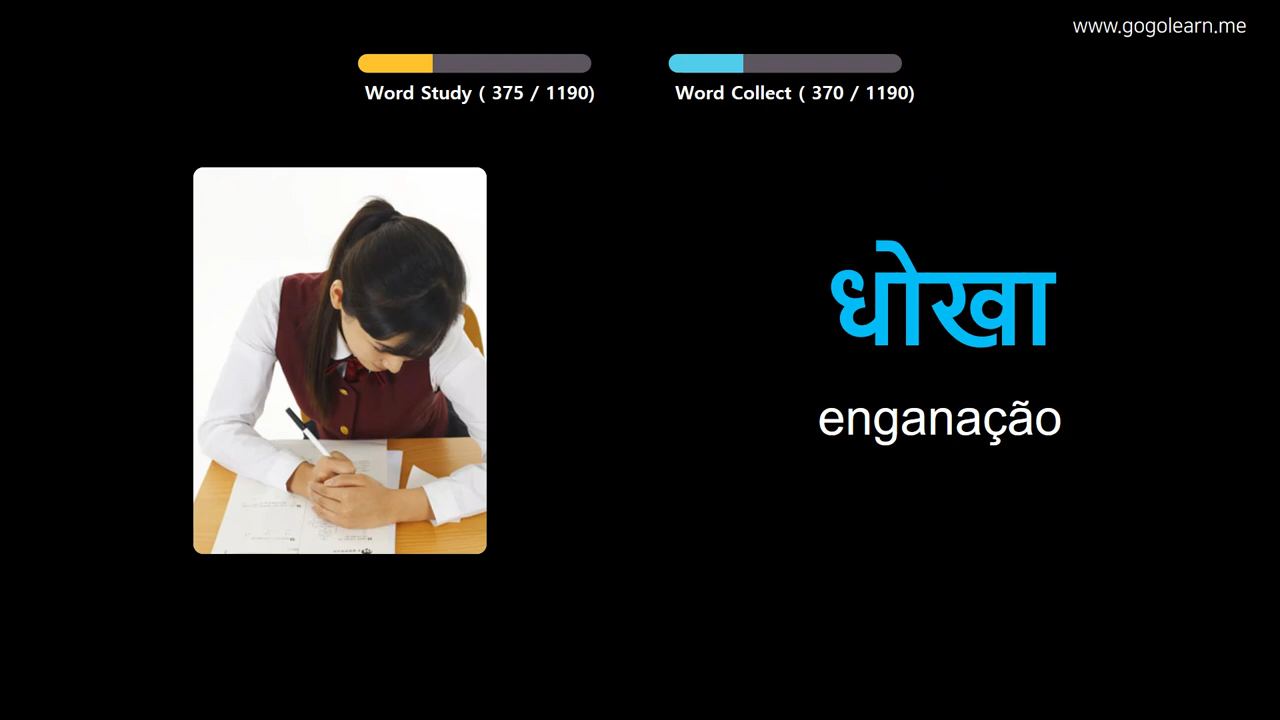 www.gogolearn.me
Word Study ( 375 / 1190)
Word Collect ( 370 / 1190)
धोखा
enganação